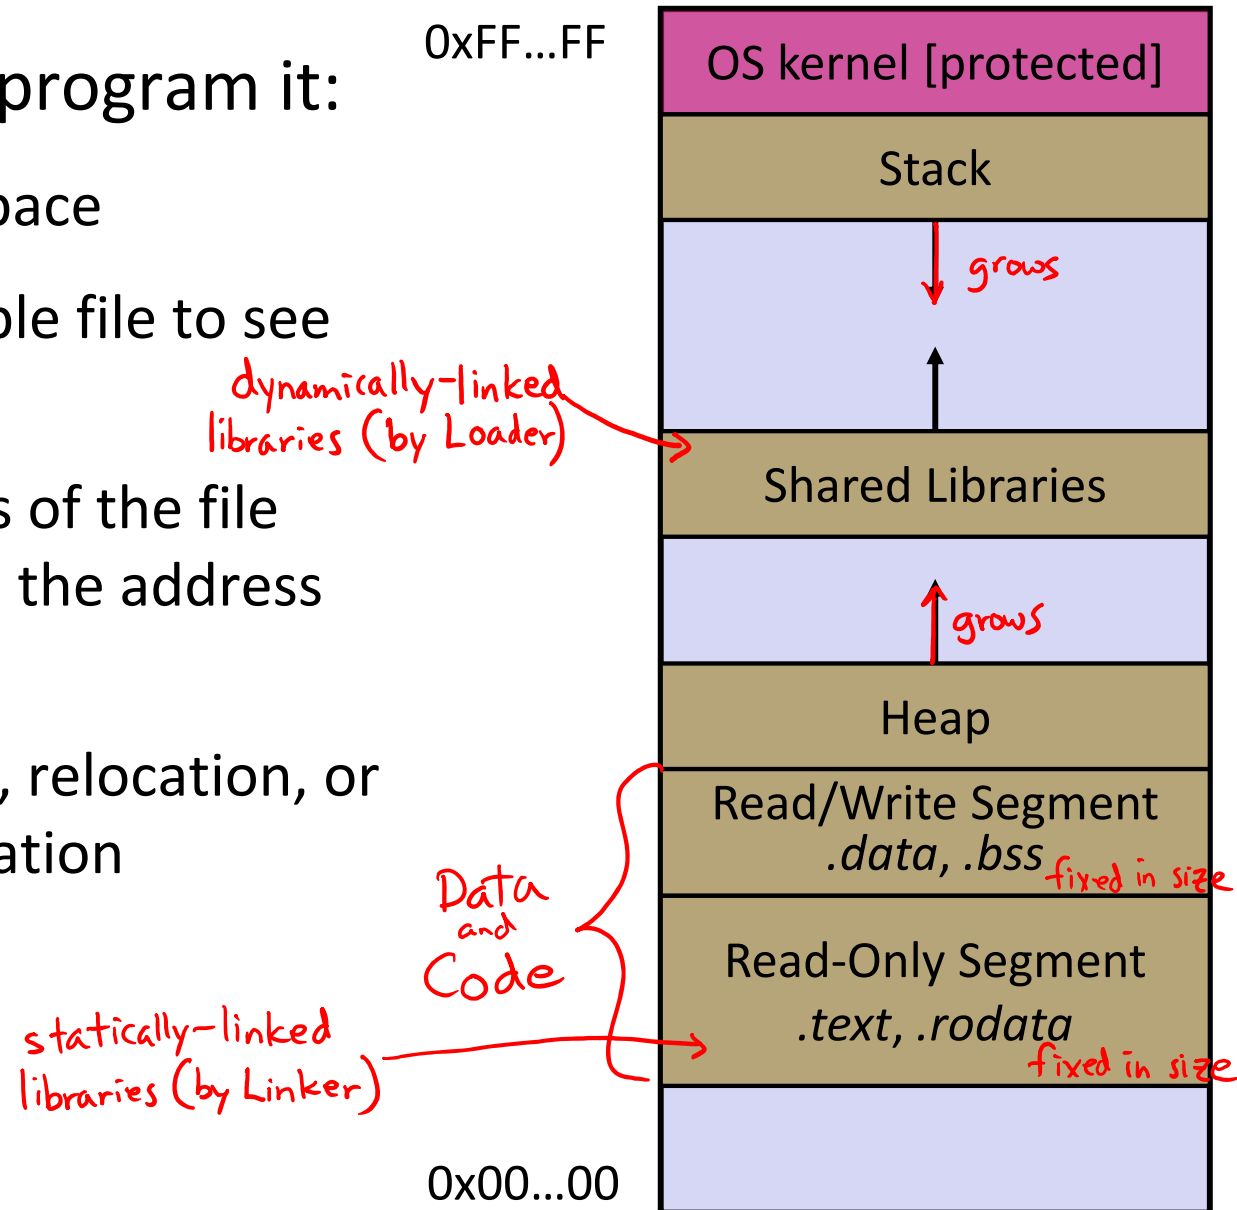 program it:
pace
ble file to see
s of the file
the address
, relocation, or
ation
0xFF...FF
OS kernel [protected]
Stack
grows
dynamically-linked
libraries (by Loader)
Shared Libraries
grows
Heap
Read/Write Segment
.data, .bss
fixed in size
Data
and
Code
Read-Only Segment
.text, .rodata
fixed in size
statically-linked
libraries (by Linker)
0x00...00